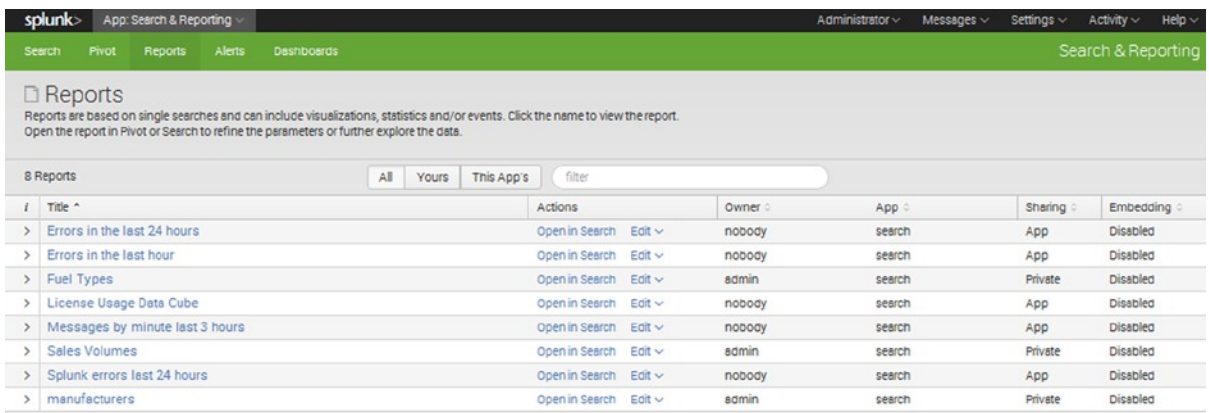 splunk> App: Search & Reporting Administrator Messages Settings Activity Help
Search Pivot Reports Alerts Dashboards Search & Reporting
Reports
Reports are based on single searches and can include visualizations, statistics and/or events. Click the name to view the report.
Open the report in Pivot or Search to refine the parameters or further explore the data.
8 Reports All Yours This App's filter
i Title Actions Owner App Sharing Embedding
> Errors in the last 24 hours Open in Search Edit nobody search App Disabled
> Errors in the last hour Open in Search Edit nobody search App Disabled
> Fuel Types Open in Search Edit admin search Private Disabled
> License Usage Data Cube Open in Search Edit nobody search App Disabled
> Messages by minute last 3 hours Open in Search Edit nobody search App Disabled
> Sales Volumes Open in Search Edit admin search Private Disabled
> Splunk errors last 24 hours Open in Search Edit nobody search App Disabled
> manufacturers Open in Search Edit admin search Private Disabled